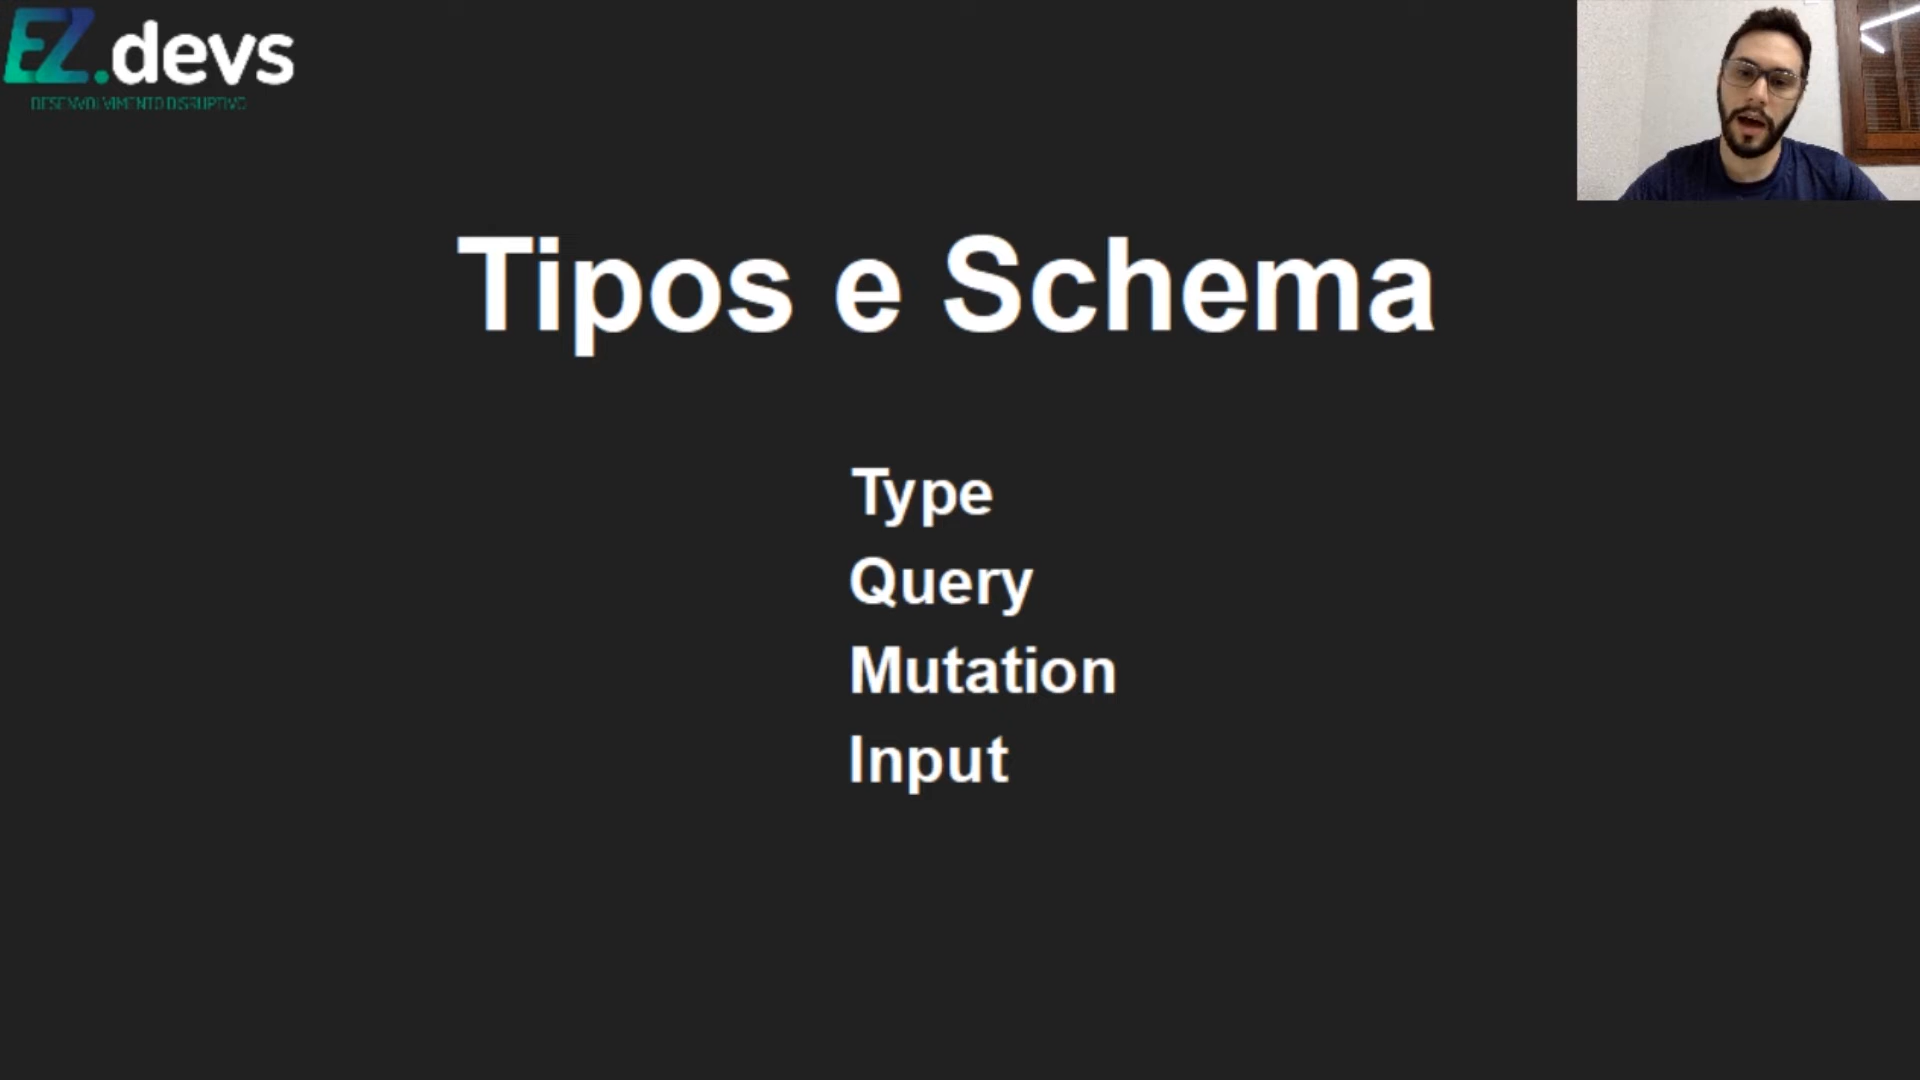 EZ.devs
DESENVOLVIMENTO DISRUPTIVO
Tipos e Schema
Type
Query
Mutation
Input